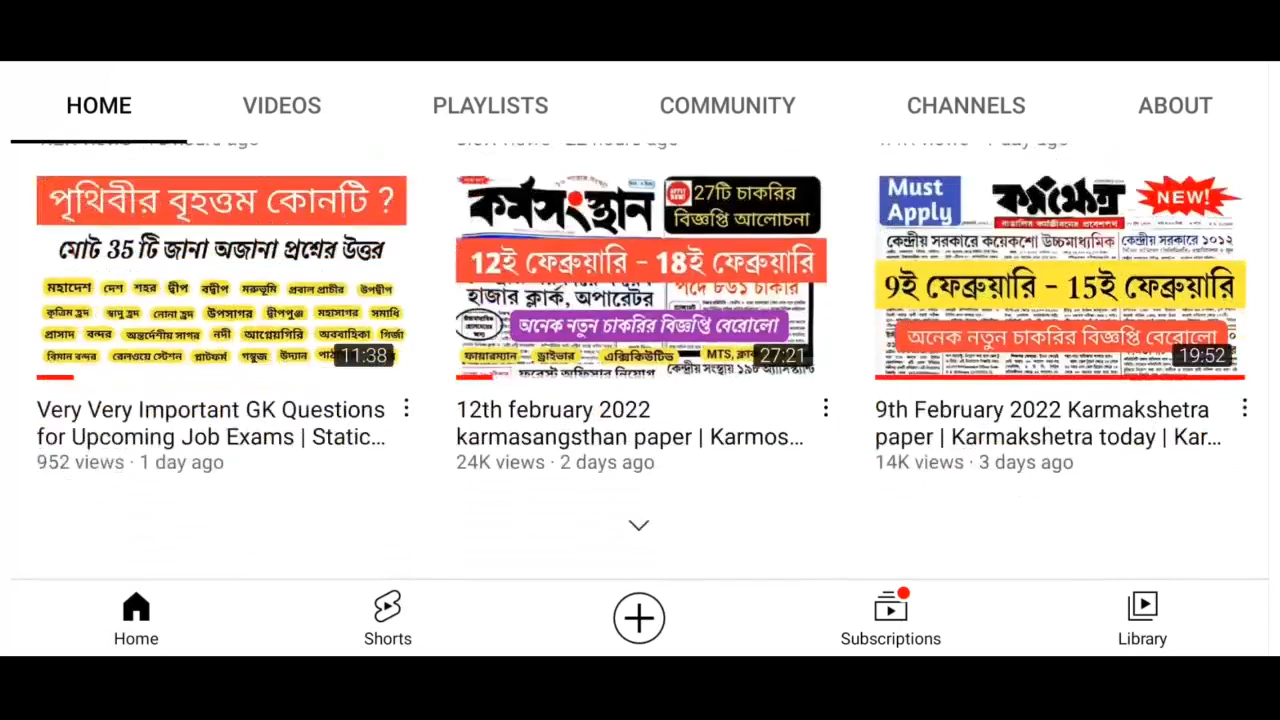 HOME VIDEOS PLAYLISTS COMMUNITY CHANNELS ABOUT
পৃথিবীর বৃহত্তম কোনটি ?
মোট 35 টি জানা অজানা প্রশ্নের উত্তর
মহাদেশ দেশ শহর দ্বীপ বদ্বীপ মরুভূমি প্রবাল প্রাচীর উপদ্বীপ
কৃত্রিম হ্রদ স্বাদু হ্রদ লোনা হ্রদ উপসাগর দ্বীপপুঞ্জ মহাসাগর সমাধি
প্রাসাদ বন্দর অন্তর্দেশীয় সাগর নদী আগ্নেয়গিরি অববাহিকা গির্জা
বিমান বন্দর রেলওয়ে স্টেশন প্লাটফর্ম গম্বুজ উদ্যান
11:38
Very Very Important GK Questions
for Upcoming Job Exams | Static...
952 views · 1 day ago
কর্মসংস্থান
27টি চাকরির
বিজ্ঞপ্তি আলোচনা
12ই ফেব্রুয়ারি - 18ই ফেব্রুয়ারি
পদে ৮৬১ চাকরি
হাজার ক্লার্ক, অপারেটর
অনেক নতুন চাকরির বিজ্ঞপ্তি বেরোলো
ফায়ারম্যান ড্রাইভার এক্সিকিউটিভ MTS,
27:21
ফরেস্ট অফিসার নিয়োগ
12th february 2022
karmasangsthan paper | Karmos...
24K views · 2 days ago
Must
Apply
কর্মক্ষেত্র
NEW!
কেন্দ্রীয় সরকারে কয়েকশো উচ্চমাধ্যমিক
কেন্দ্রীয় সরকারে ১০১২
9ই ফেব্রুয়ারি - 15ই ফেব্রুয়ারি
অনেক নতুন চাকরির বিজ্ঞপ্তি বেরোলো
19:52
9th February 2022 Karmakshetra
paper | Karmakshetra today | Kar...
14K views · 3 days ago
Home Shorts Subscriptions Library